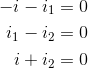 −i − i₁ = 0
i₁ − i₂ = 0
i + i₂ = 0